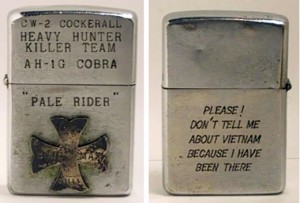 CW-2 COCKERALL
HEAVY HUNTER
KILLER TEAM
AH-1G COBRA
"PALE RIDER"
PLEASE!
DON'T TELL ME
ABOUT VIETNAM
BECAUSE I HAVE
BEEN THERE